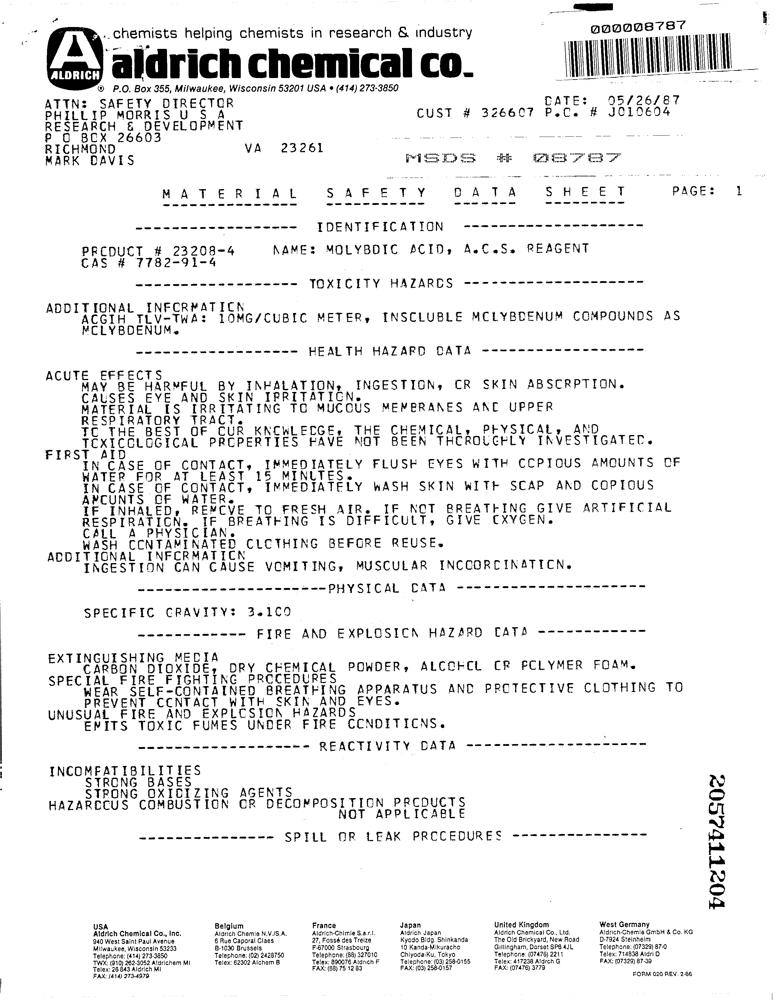 chemists helping chemists in research & industry
000008787
aldrich chemical co.
ALDRICH
P.O. Box 355, Milwaukee, Wisconsin 53201 USA • (414) 273-3850
ATTN: SAFETY DIRECTOR
DATE: 05/26/87
PHILLIP MORRIS U S A
CUST # 326607 P.C. # J010604
RESEARCH & DEVELOPMENT
P O BOX 26603
RICHMOND VA 23261
MARK DAVIS
MSDS # 08787
MATERIAL SAFETY DATA SHEET PAGE: 1
IDENTIFICATION
PRODUCT # 23208-4 NAME: MOLYBDIC ACID, A.C.S. REAGENT
CAS # 7782-91-4
TOXICITY HAZARDS
ADDITIONAL INFORMATION
ACGIH TLV-TWA: 10MG/CUBIC METER, INSOLUBLE MOLYBDENUM COMPOUNDS AS
MOLYBDENUM.
HEALTH HAZARD DATA
ACUTE EFFECTS
MAY BE HARMFUL BY INHALATION, INGESTION, OR SKIN ABSORPTION.
CAUSES EYE AND SKIN IRRITATION.
MATERIAL IS IRRITATING TO MUCOUS MEMBRANES AND UPPER
RESPIRATORY TRACT.
TO THE BEST OF OUR KNOWLEDGE, THE CHEMICAL, PHYSICAL, AND
TOXICOLOGICAL PROPERTIES HAVE NOT BEEN THOROUGHLY INVESTIGATED.
FIRST AID
IN CASE OF CONTACT, IMMEDIATELY FLUSH EYES WITH COPIOUS AMOUNTS OF
WATER FOR AT LEAST 15 MINUTES.
IN CASE OF CONTACT, IMMEDIATELY WASH SKIN WITH SOAP AND COPIOUS
AMOUNTS OF WATER.
IF INHALED, REMOVE TO FRESH AIR. IF NOT BREATHING GIVE ARTIFICIAL
RESPIRATION. IF BREATHING IS DIFFICULT, GIVE OXYGEN.
CALL A PHYSICIAN.
WASH CONTAMINATED CLOTHING BEFORE REUSE.
ADDITIONAL INFORMATION
INGESTION CAN CAUSE VOMITING, MUSCULAR INCOORDINATION.
PHYSICAL DATA
SPECIFIC GRAVITY: 3.100
FIRE AND EXPLOSION HAZARD DATA
EXTINGUISHING MEDIA
CARBON DIOXIDE, DRY CHEMICAL POWDER, ALCOHOL OR POLYMER FOAM.
SPECIAL FIRE FIGHTING PROCEDURES
WEAR SELF-CONTAINED BREATHING APPARATUS AND PROTECTIVE CLOTHING TO
PREVENT CONTACT WITH SKIN AND EYES.
UNUSUAL FIRE AND EXPLOSION HAZARDS
EMITS TOXIC FUMES UNDER FIRE CONDITIONS.
REACTIVITY DATA
INCOMPATIBILITIES
STRONG BASES
STRONG OXIDIZING AGENTS
HAZARDOUS COMBUSTION OR DECOMPOSITION PRODUCTS
NOT APPLICABLE
SPILL OR LEAK PROCEDURES
2057411204
USA
Aldrich Chemical Co., Inc.
940 West Saint Paul Avenue
Milwaukee, Wisconsin 53233
Telephone: (414) 273-3850
TWX: (910) 262-3052 Aldrichem MI
Telex: 26 843 Aldrich MI
FAX: (414) 273-4979
Belgium
Aldrich Chemie N.V./S.A.
6 Rue Caporal Claes
B-1030 Brussels
Telephone: (02) 2428750
Telex: 62302 Alchem B
France
Aldrich-Chimie S.a.r.l.
27, Fossé des Treize
F-67000 Strasbourg
Telephone: (88) 327010
Telex: 890076 Aldrich F
FAX: (88) 75 12 83
Japan
Aldrich Japan
Kyodo Bldg. Shinkanda
10 Kanda-Mikuracho
Chiyoda-Ku, Tokyo
Telephone: (03) 258-0155
FAX: (03) 258-0157
United Kingdom
Aldrich Chemical Co., Ltd.
The Old Brickyard, New Road
Gillingham, Dorset SP8 4JL
Telephone: (07476) 2211
Telex: 417238 Aldrch G
FAX: (07476) 3779
West Germany
Aldrich-Chemie GmbH & Co. KG
D-7924 Steinheim
Telephone: (07329) 87-0
Telex: 714838 Aldri D
FAX: (07329) 87-39
FORM 020 REV. 2-86